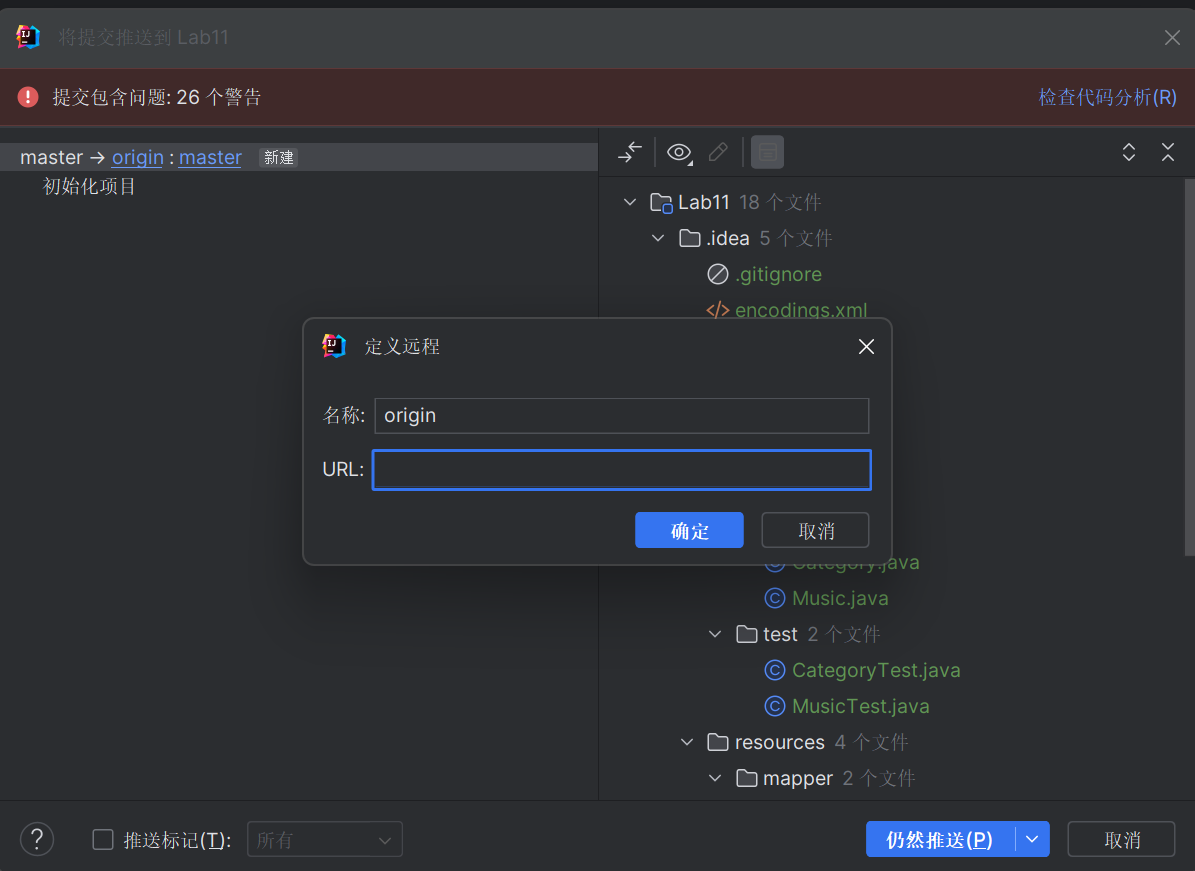 将提交推送到 Lab11
提交包含问题: 26 个警告
检查代码分析(R)
master → origin : master 新建
初始化项目
Lab11 18 个文件
.idea 5 个文件
.gitignore
encodings.xml
定义远程
名称: origin
URL:
确定
取消
Category.java
Music.java
test 2 个文件
CategoryTest.java
MusicTest.java
resources 4 个文件
mapper 2 个文件
?
推送标记(T): 所有
仍然推送(P)
取消